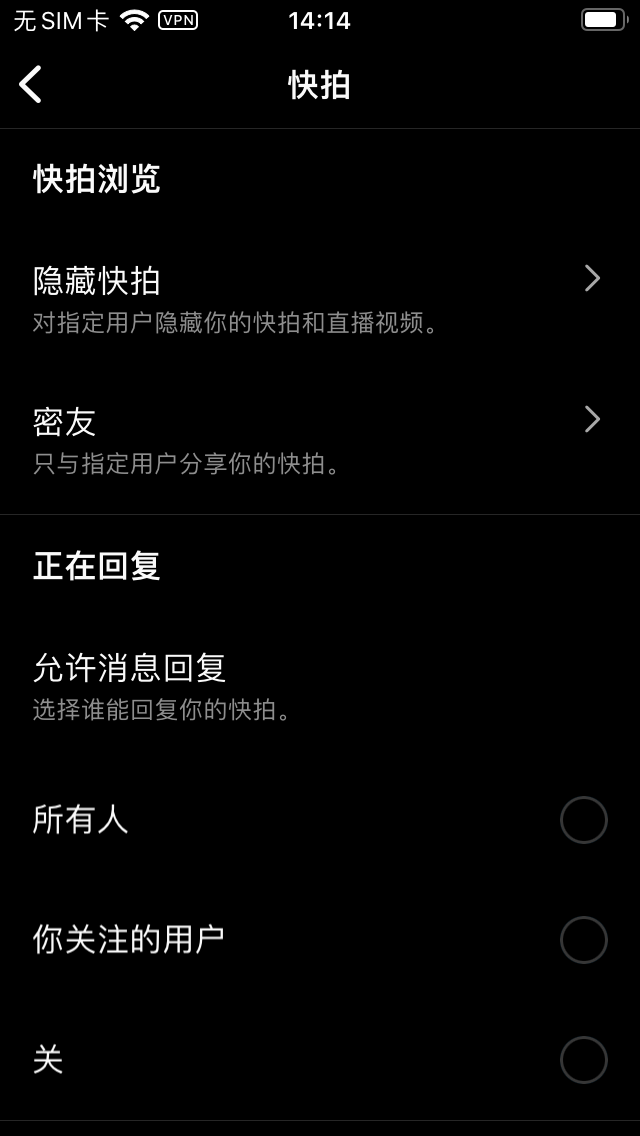 无SIM卡 VPN 14:14
快拍
快拍浏览
隐藏快拍
对指定用户隐藏你的快拍和直播视频。
密友
只与指定用户分享你的快拍。
正在回复
允许消息回复
选择谁能回复你的快拍。
所有人
你关注的用户
关